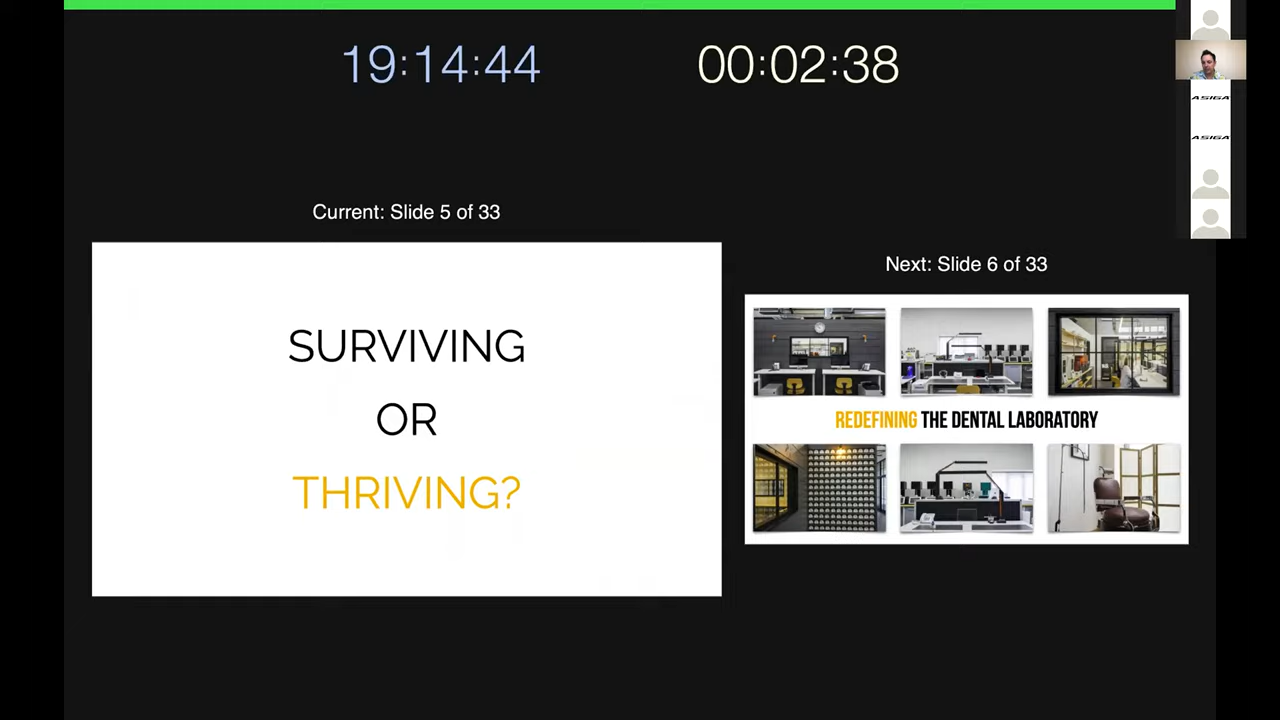 19:14:44
00:02:38
ASIGA
ASIGA
Current: Slide 5 of 33
Next: Slide 6 of 33
SURVIVING
OR
THRIVING?
REDEFINING THE DENTAL LABORATORY